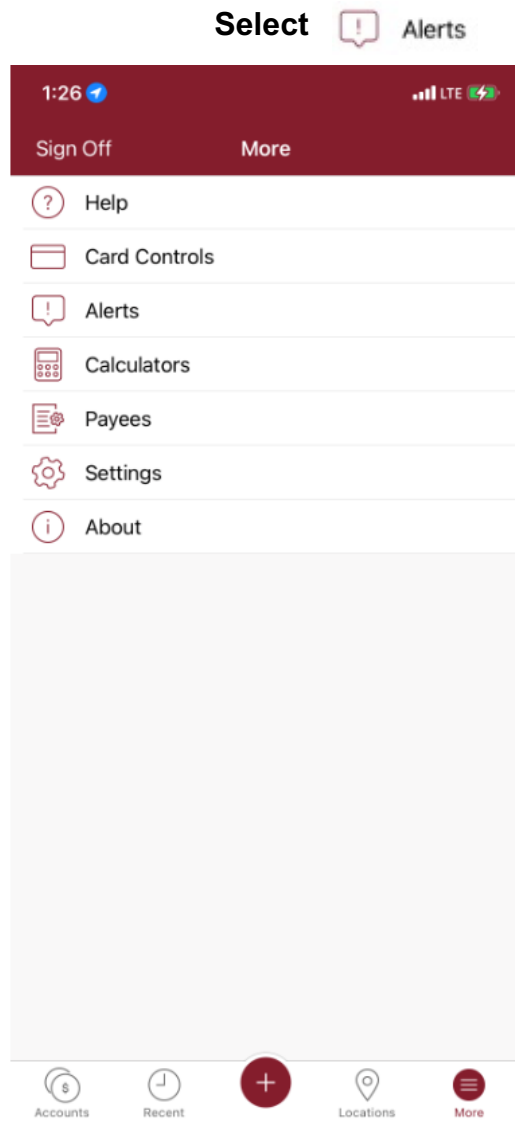 Select Alerts
1:26 LTE
Sign Off More
Help
Card Controls
Alerts
Calculators
Payees
Settings
About
Accounts Recent Locations More